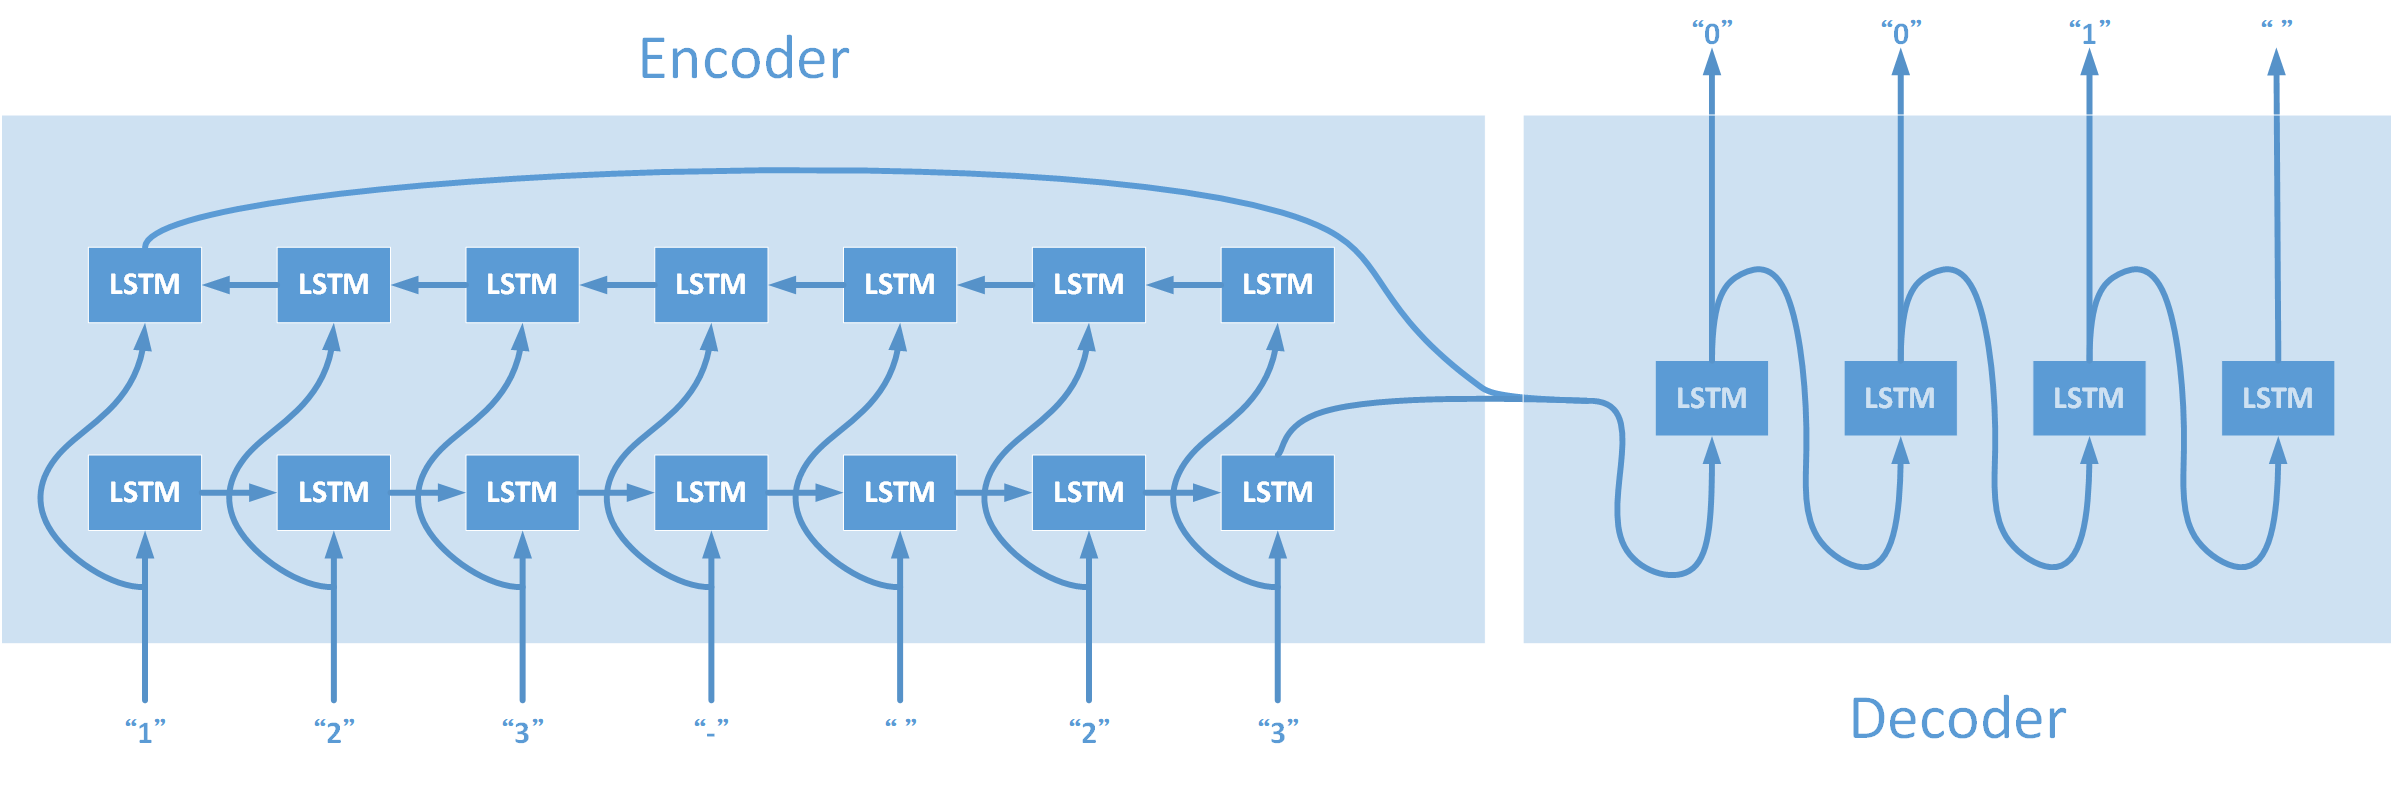 “0” “0” “1” “ ”
Encoder
LSTM LSTM LSTM LSTM LSTM LSTM LSTM
LSTM LSTM LSTM LSTM
LSTM LSTM LSTM LSTM LSTM LSTM LSTM
“1” “2” “3” “-” “ ” “2” “3”
Decoder